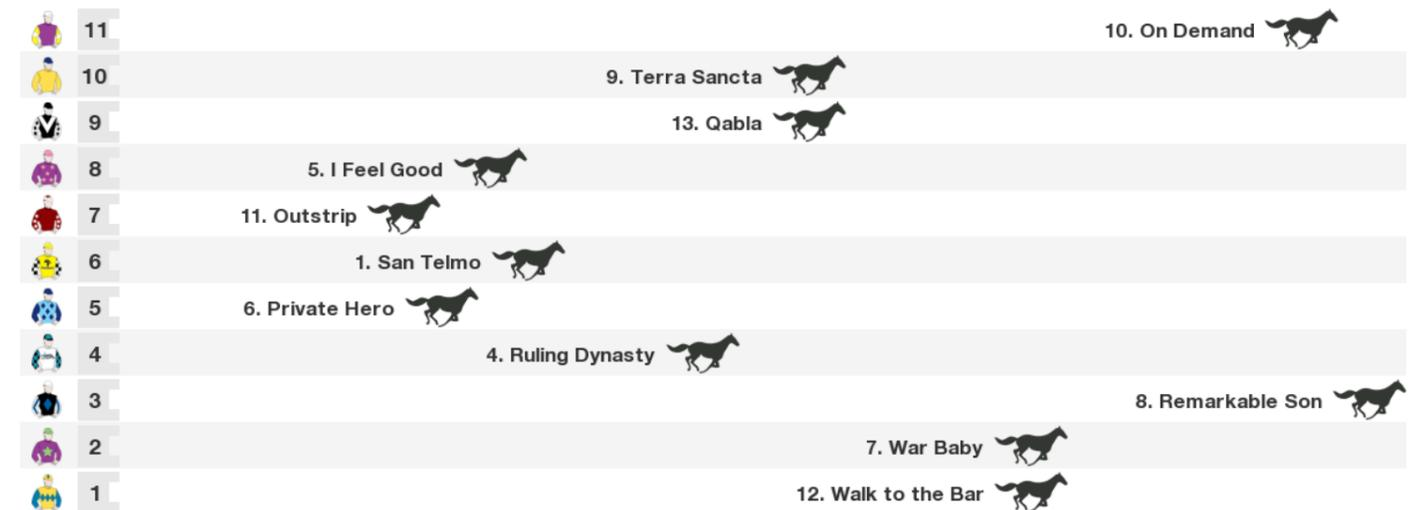 11 10. On Demand
10 9. Terra Sancta
9 13. Qabla
8 5. I Feel Good
7 11. Outstrip
6 1. San Telmo
5 6. Private Hero
4 4. Ruling Dynasty
3 8. Remarkable Son
2 7. War Baby
1 12. Walk to the Bar